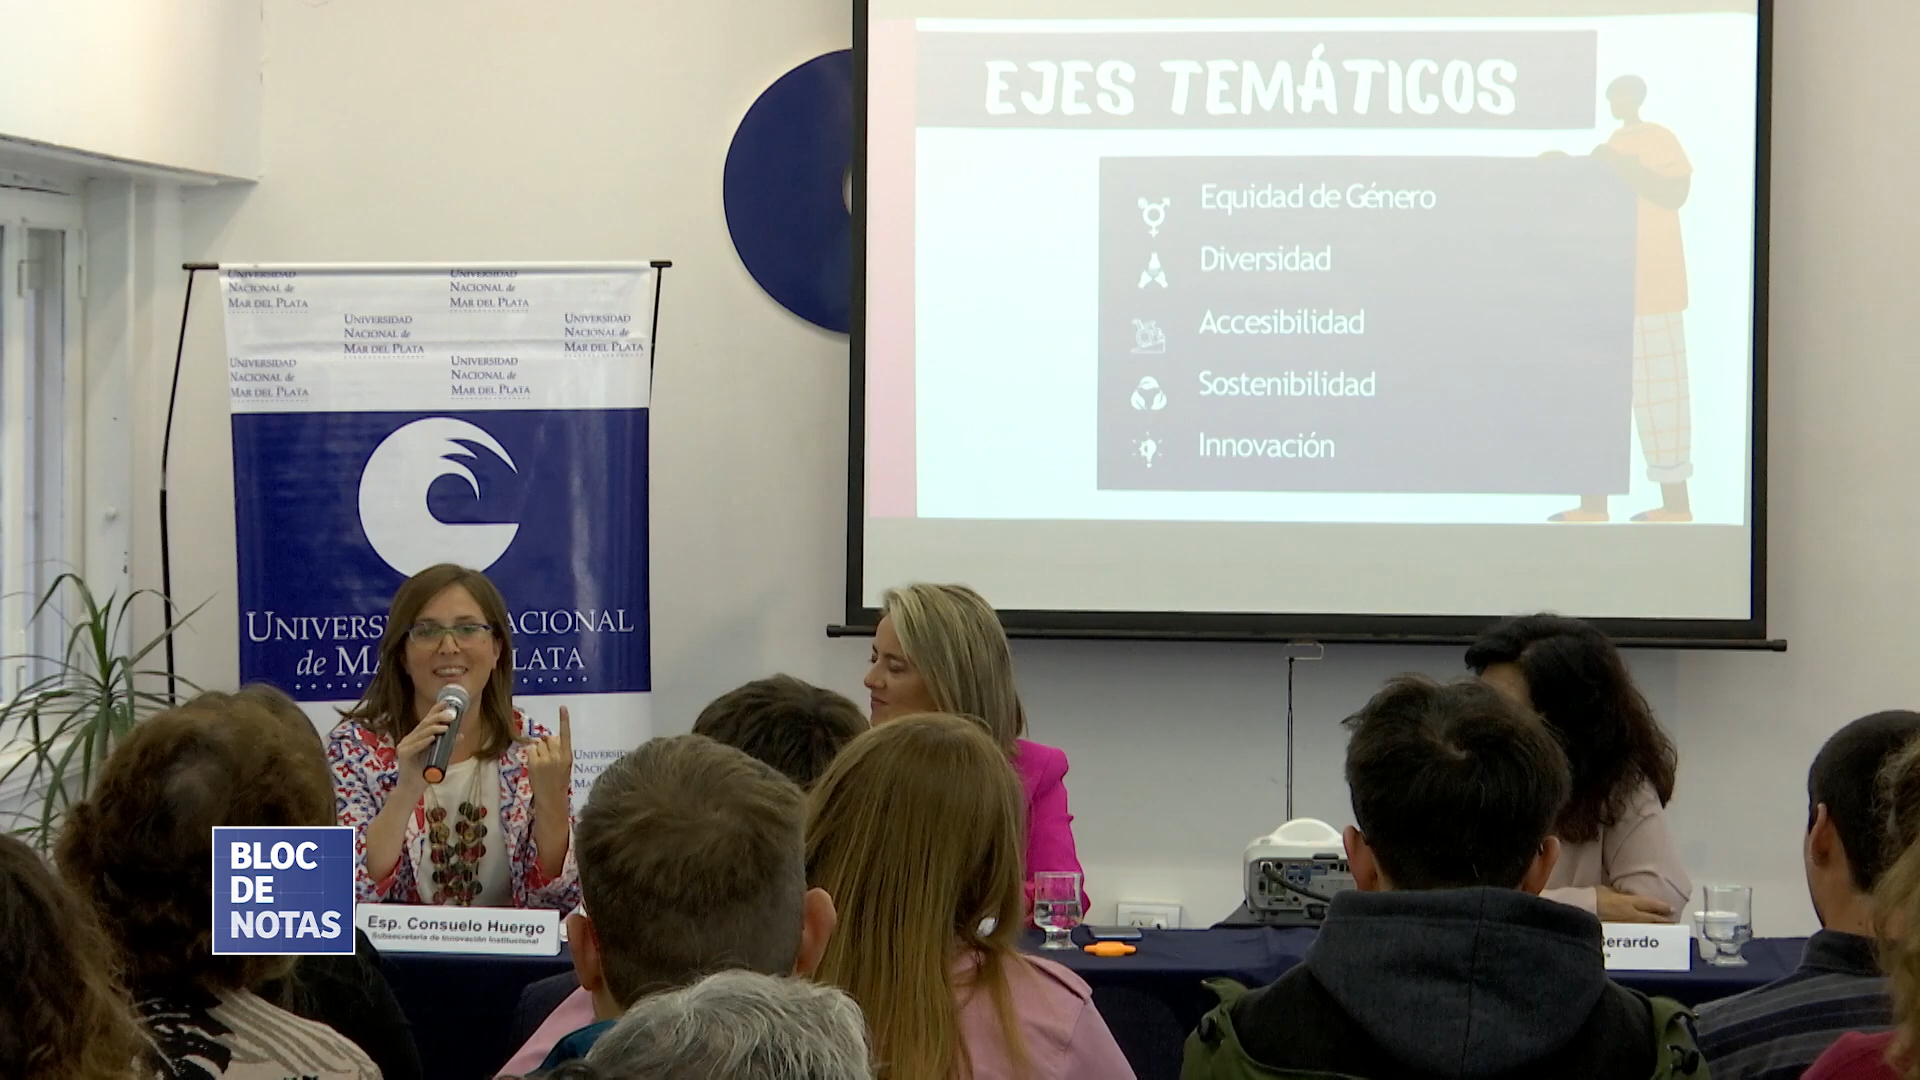 EJES TEMÁTICOS
Equidad de Género
Diversidad
Accesibilidad
Sostenibilidad
Innovación
UNIVERSIDAD
NACIONAL de
MAR DEL PLATA
UNIVERSIDAD
NACIONAL de
MAR DEL PLATA
UNIVERSIDAD
NACIONAL de
MAR DEL PLATA
UNIVERSIDAD
NACIONAL de
MAR DEL PLATA
UNIVERSIDAD
NACIONAL de
MAR DEL PLATA
UNIVERSIDAD
NACIONAL de
MAR DEL PLATA
UNIVERS ACIONAL
de MA LATA
BLOC
DE
NOTAS
Esp. Consuelo Huergo
Subsecretaria de Innovación Institucional